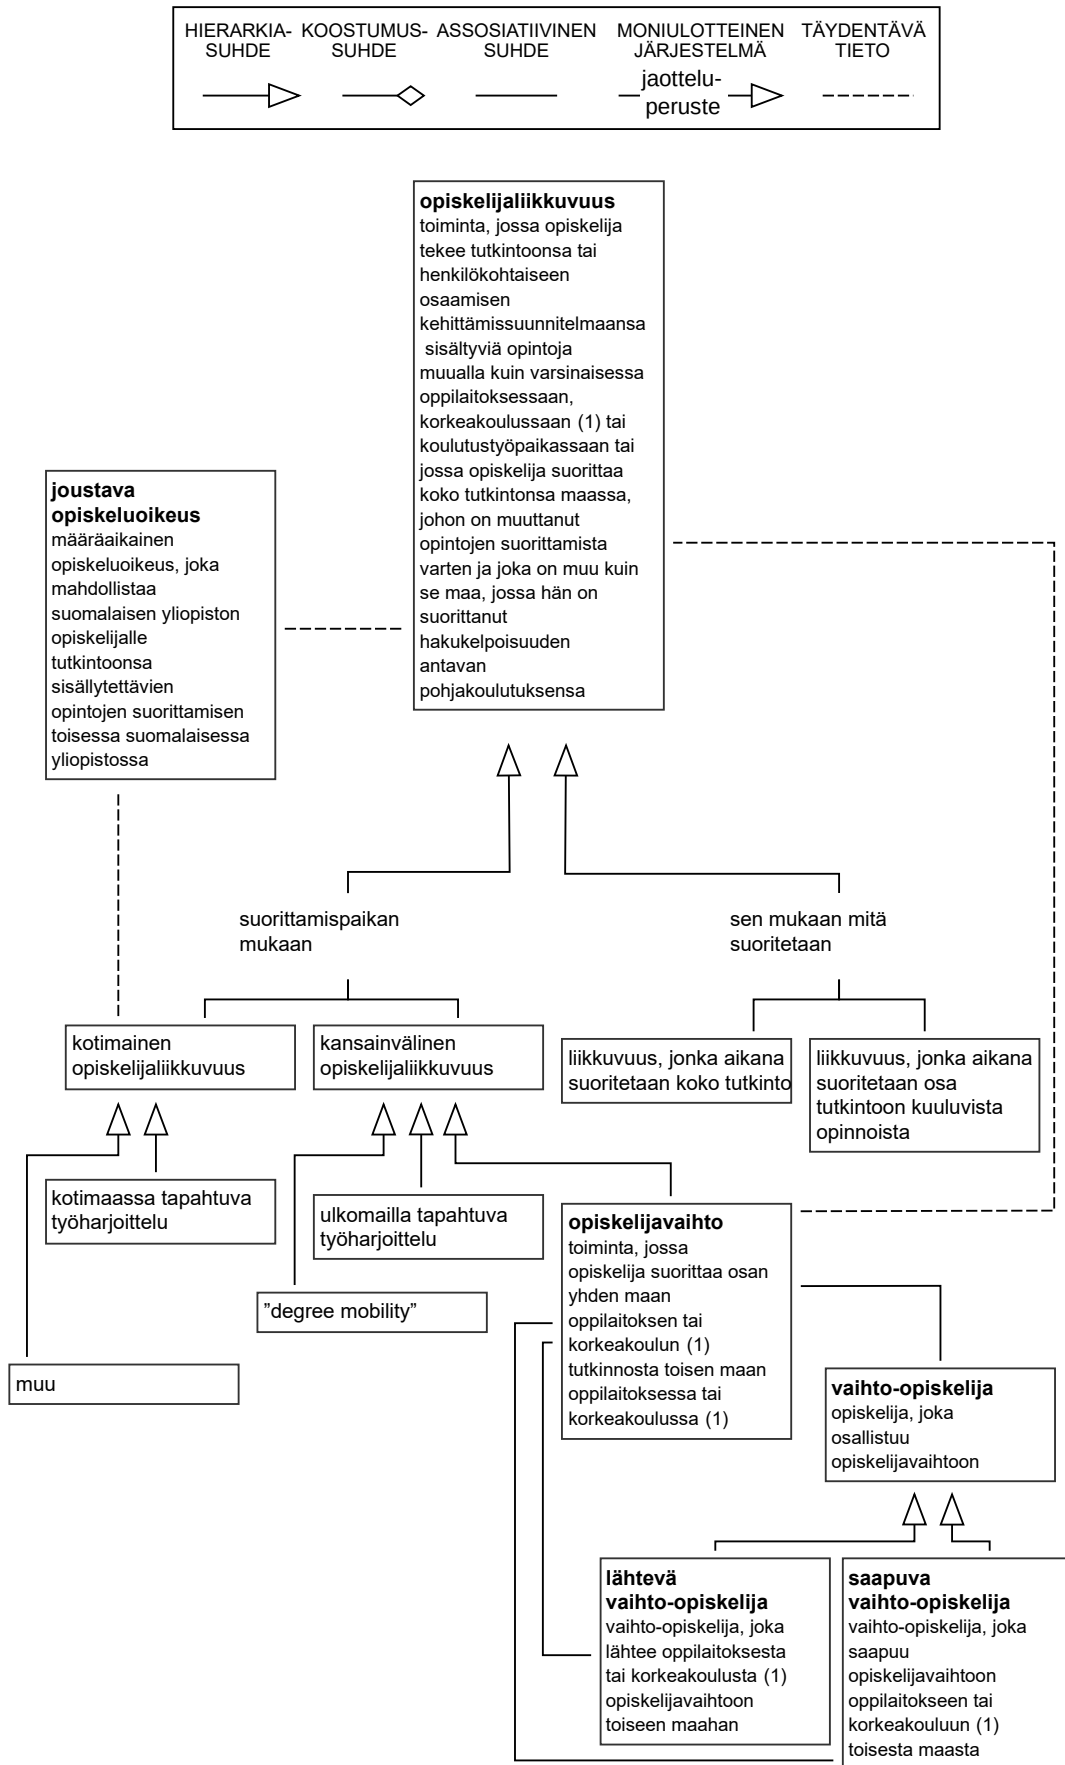 HIERARKIA-
SUHDE
KOOSTUMUS-
SUHDE
ASSOSIATIIVINEN
SUHDE
MONIULOTTEINEN
JÄRJESTELMÄ
jaottelu-
peruste
TÄYDENTÄVÄ
TIETO
opiskelijaliikkuvuus
toiminta, jossa opiskelija
tekee tutkintoonsa tai
henkilökohtaiseen
osaamisen
kehittämissuunnitelmaansa
sisältyviä opintoja
muualla kuin varsinaisessa
oppilaitoksessaan,
korkeakoulussaan (1) tai
koulutustyöpaikassaan tai
jossa opiskelija suorittaa
koko tutkintonsa maassa,
johon on muuttanut
opintojen suorittamista
varten ja joka on muu kuin
se maa, jossa hän on
suorittanut
hakukelpoisuuden
antavan
pohjakoulutuksensa
joustava
opiskeluoikeus
määräaikainen
opiskeluoikeus, joka
mahdollistaa
suomalaisen yliopiston
opiskelijalle
tutkintoonsa
sisällytettävien
opintojen suorittamisen
toisessa suomalaisessa
yliopistossa
suorittamispaikan
mukaan
sen mukaan mitä
suoritetaan
kotimainen
opiskelijaliikkuvuus
kansainvälinen
opiskelijaliikkuvuus
liikkuvuus, jonka aikana
suoritetaan koko tutkinto
liikkuvuus, jonka aikana
suoritetaan osa
tutkintoon kuuluvista
opinnoista
kotimaassa tapahtuva
työharjoittelu
ulkomailla tapahtuva
työharjoittelu
opiskelijavaihto
toiminta, jossa
opiskelija suorittaa osan
yhden maan
oppilaitoksen tai
korkeakoulun (1)
tutkinnosta toisen maan
oppilaitoksessa tai
korkeakoulussa (1)
”degree mobility”
muu
vaihto-opiskelija
opiskelija, joka
osallistuu
opiskelijavaihtoon
lähtevä
vaihto-opiskelija
vaihto-opiskelija, joka
lähtee oppilaitoksesta
tai korkeakoulusta (1)
opiskelijavaihtoon
toiseen maahan
saapuva
vaihto-opiskelija
vaihto-opiskelija, joka
saapuu
opiskelijavaihtoon
oppilaitokseen tai
korkeakouluun (1)
toisesta maasta